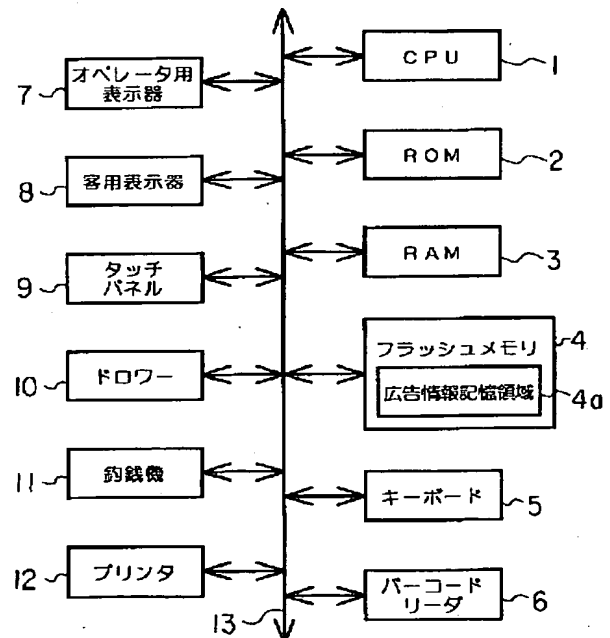 オペレータ用
表示器
7
客用表示器
8
タッチ
パネル
9
ドロワー
10
釣銭機
11
プリンタ
12
13
CPU
1
ROM
2
RAM
3
フラッシュメモリ
4
広告情報記憶領域
4a
キーボード
5
バーコード
リーダ
6